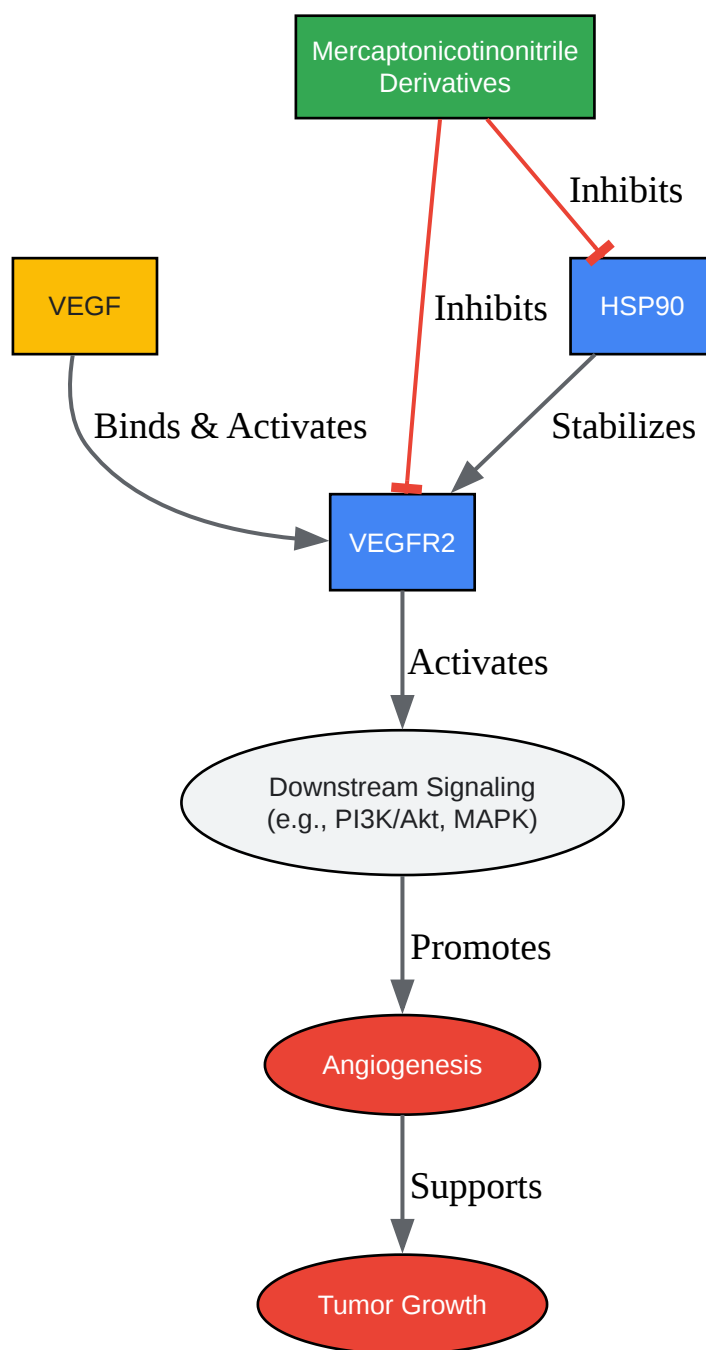 Mercaptonicotinonitrile
Derivatives
Inhibits
VEGF
Inhibits
HSP90
Binds & Activates
Stabilizes
VEGFR2
Activates
Downstream Signaling
(e.g., PI3K/Akt, MAPK)
Promotes
Angiogenesis
Supports
Tumor Growth